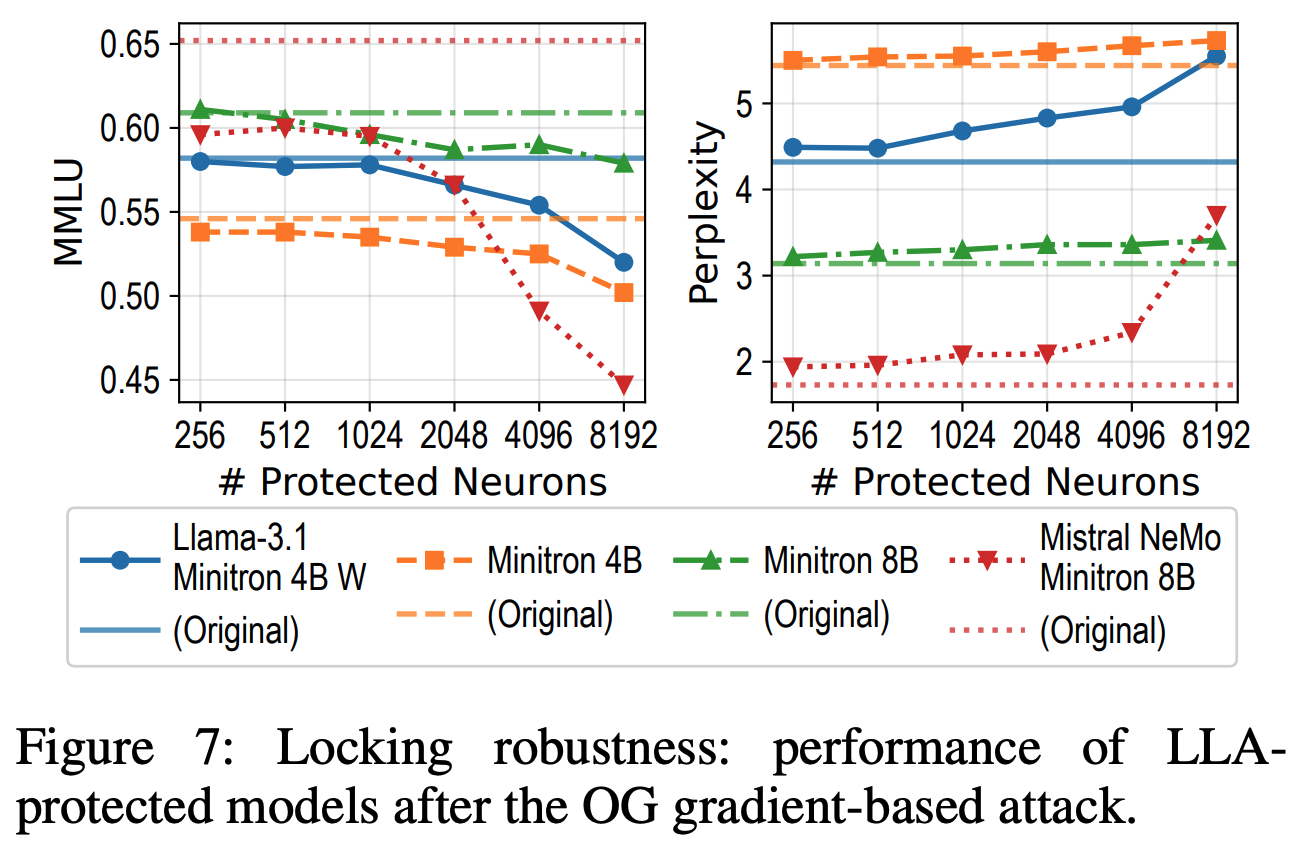 0.65
0.60
0.55
0.50
0.45
MMLU
256 512 1024 2048 4096 8192
# Protected Neurons
5
4
3
2
Perplexity
256 512 1024 2048 4096 8192
# Protected Neurons
Llama-3.1
Minitron 4B W
(Original)
Minitron 4B
(Original)
Minitron 8B
(Original)
Mistral NeMo
Minitron 8B
(Original)
Figure 7: Locking robustness: performance of LLA-
protected models after the OG gradient-based attack.